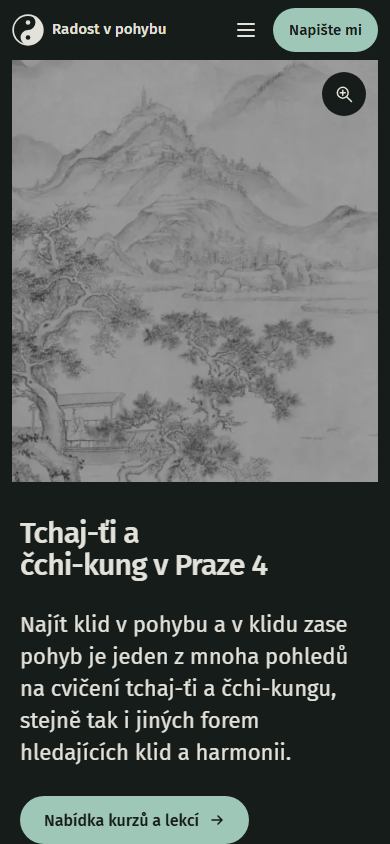 Radost v pohybu
Napište mi
Tchaj-ťi a
čchi-kung v Praze 4
Najít klid v pohybu a v klidu zase
pohyb je jeden z mnoha pohledů
na cvičení tchaj-ťi a čchi-kungu,
stejně tak i jiných forem
hledajících klid a harmonii.
Nabídka kurzů a lekcí